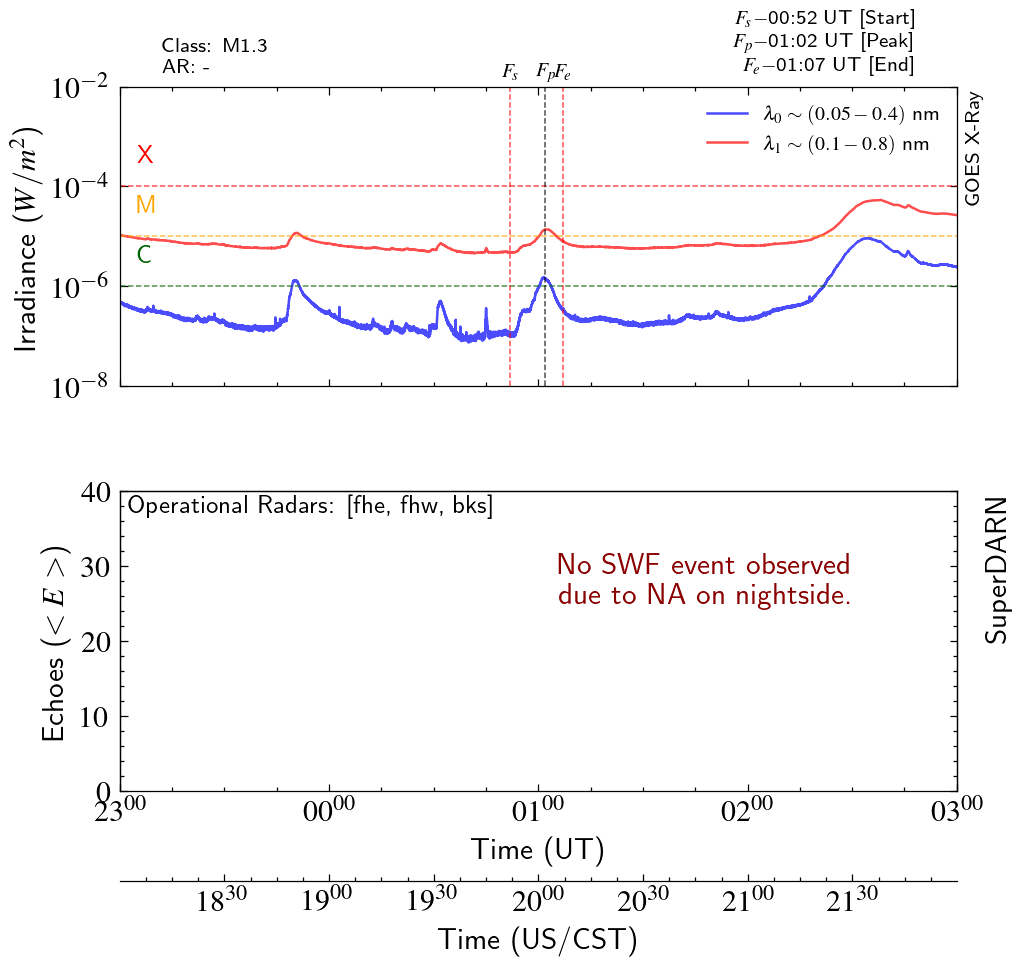 Class: M1.3
AR: -
F_s−00:52 UT [Start]
F_p−01:02 UT [Peak]
F_e−01:07 UT [End]
F_s F_p F_e
10^−2
10^−4
10^−6
10^−8
Irradiance (W/m^2)
X
M
C
λ_0 ∼ (0.05 − 0.4) nm
λ_1 ∼ (0.1 − 0.8) nm
GOES X-Ray
Operational Radars: [fhe, fhw, bks]
No SWF event observed
due to NA on nightside.
40
30
20
10
0
Echoes (< E >)
SuperDARN
23^00 00^00 01^00 02^00 03^00
Time (UT)
18^30 19^00 19^30 20^00 20^30 21^00 21^30
Time (US/CST)